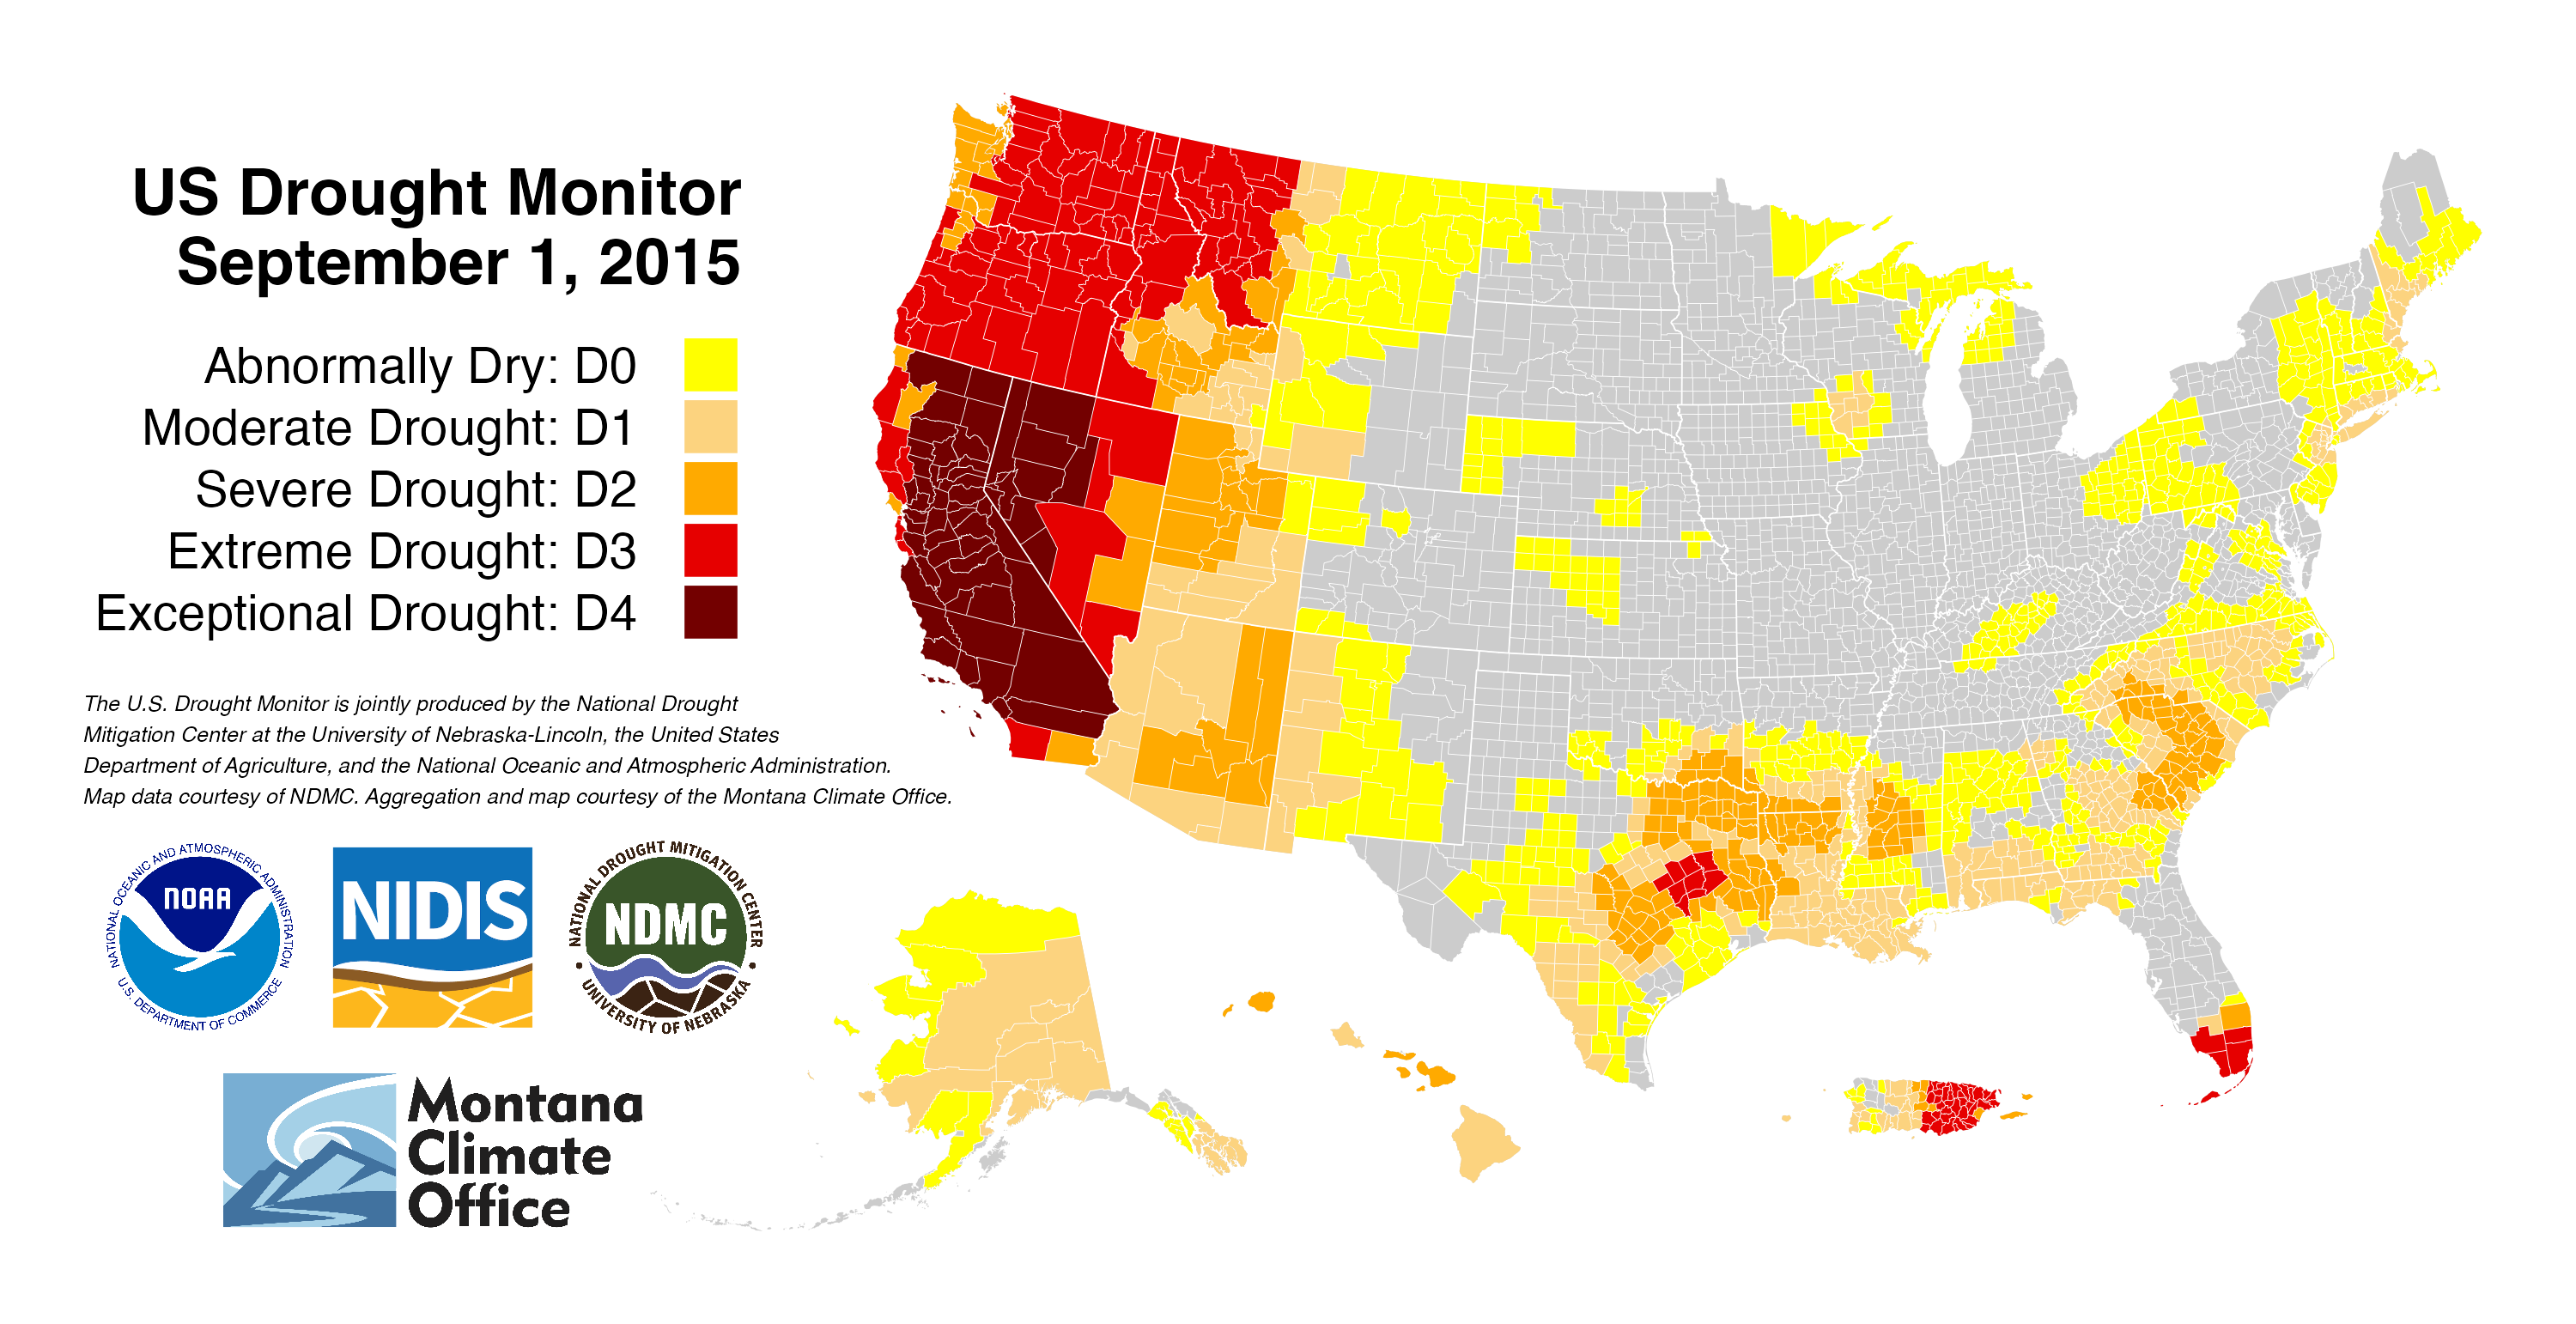 US Drought Monitor
September 1, 2015
Abnormally Dry: D0
Moderate Drought: D1
Severe Drought: D2
Extreme Drought: D3
Exceptional Drought: D4
The U.S. Drought Monitor is jointly produced by the National Drought
Mitigation Center at the University of Nebraska-Lincoln, the United States
Department of Agriculture, and the National Oceanic and Atmospheric Administration.
Map data courtesy of NDMC. Aggregation and map courtesy of the Montana Climate Office.
NATIONAL OCEANIC AND ATMOSPHERIC ADMINISTRATION
NOAA
U.S. DEPARTMENT OF COMMERCE
NIDIS
NATIONAL DROUGHT MITIGATION CENTER
NDMC
UNIVERSITY OF NEBRASKA
Montana
Climate
Office